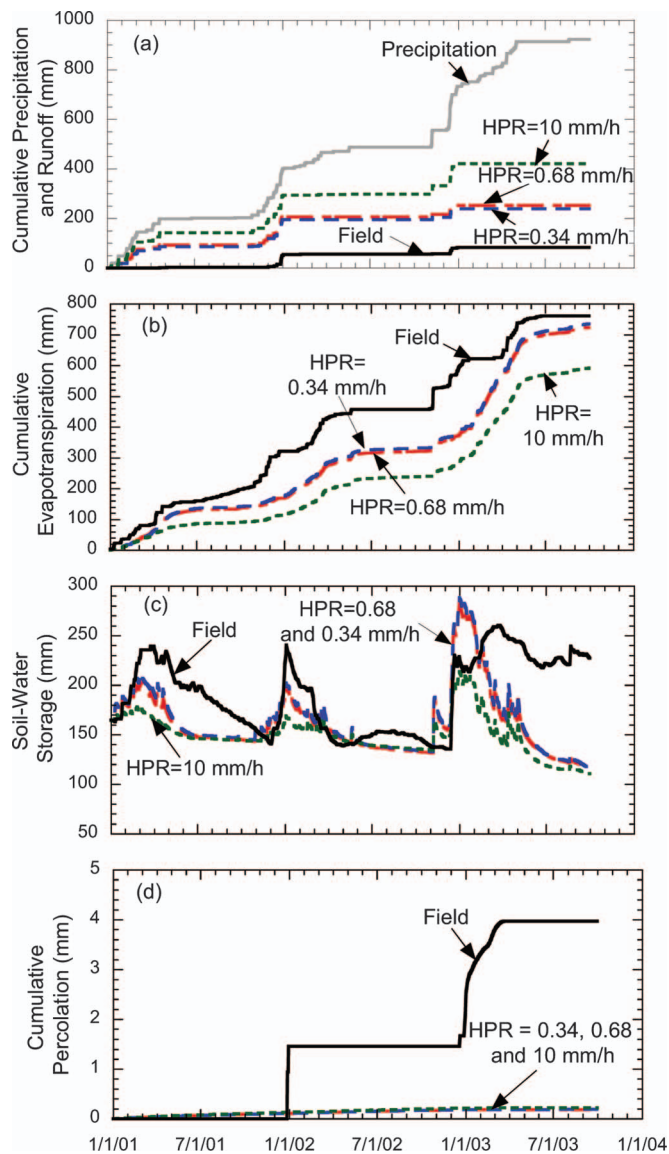 (a)
Cumulative Precipitation
and Runoff (mm)
1000
800
600
400
200
0
Precipitation
HPR=10 mm/h
HPR=0.68 mm/h
HPR=0.34 mm/h
Field
(b)
Cumulative
Evapotranspiration (mm)
800
700
600
500
400
300
200
100
0
Field
HPR=
0.34 mm/h
HPR=
10 mm/h
HPR=0.68 mm/h
(c)
Soil-Water
Storage (mm)
300
250
200
150
100
50
HPR=0.68
and 0.34 mm/h
Field
HPR=10 mm/h
(d)
Cumulative
Percolation (mm)
5
4
3
2
1
0
Field
HPR = 0.34, 0.68
and 10 mm/h
1/1/01 7/1/01 1/1/02 7/1/02 1/1/03 7/1/03 1/1/04